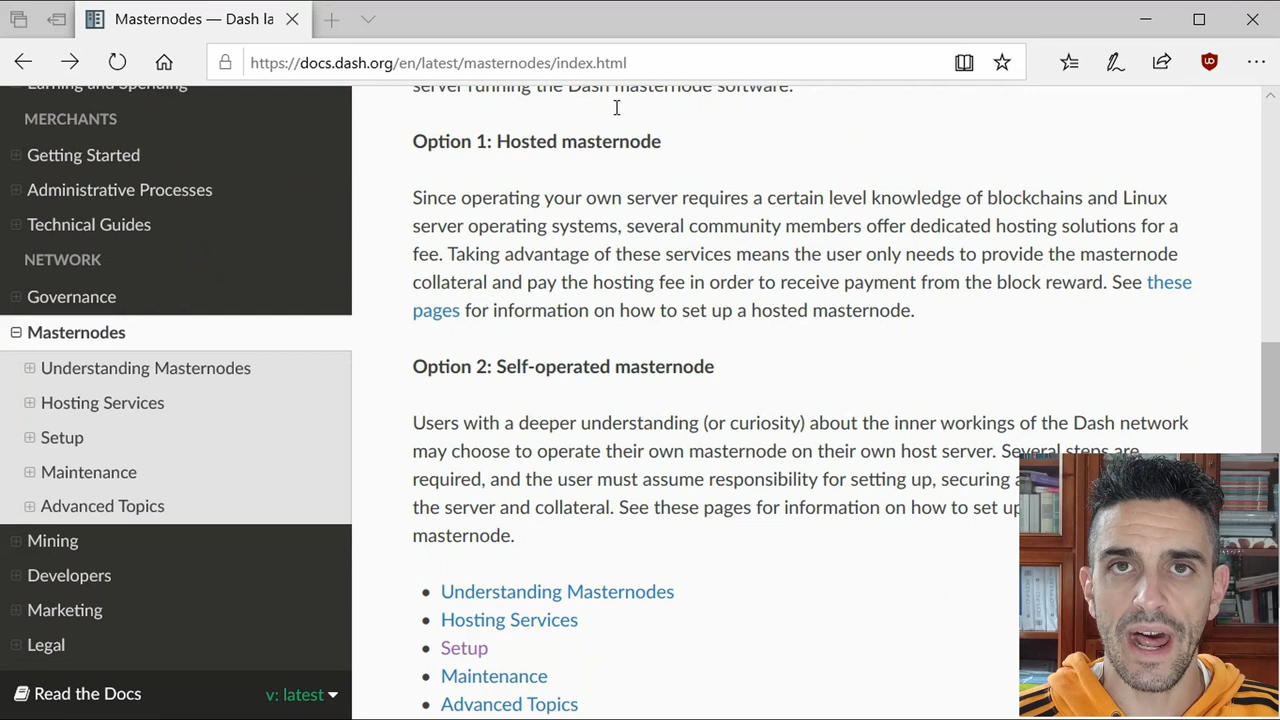 Masternodes — Dash la
https://docs.dash.org/en/latest/masternodes/index.html
Earning and Spending
MERCHANTS
Getting Started
Administrative Processes
Technical Guides
NETWORK
Governance
Masternodes
Understanding Masternodes
Hosting Services
Setup
Maintenance
Advanced Topics
Mining
Developers
Marketing
Legal
Read the Docs
v: latest
server running the Dash masternode software.
Option 1: Hosted masternode
Since operating your own server requires a certain level knowledge of blockchains and Linux
server operating systems, several community members offer dedicated hosting solutions for a
fee. Taking advantage of these services means the user only needs to provide the masternode
collateral and pay the hosting fee in order to receive payment from the block reward. See these
pages for information on how to set up a hosted masternode.
Option 2: Self-operated masternode
Users with a deeper understanding (or curiosity) about the inner workings of the Dash network
may choose to operate their own masternode on their own host server. Several steps are
required, and the user must assume responsibility for setting up, securing a
the server and collateral. See these pages for information on how to set up
masternode.
Understanding Masternodes
Hosting Services
Setup
Maintenance
Advanced Topics